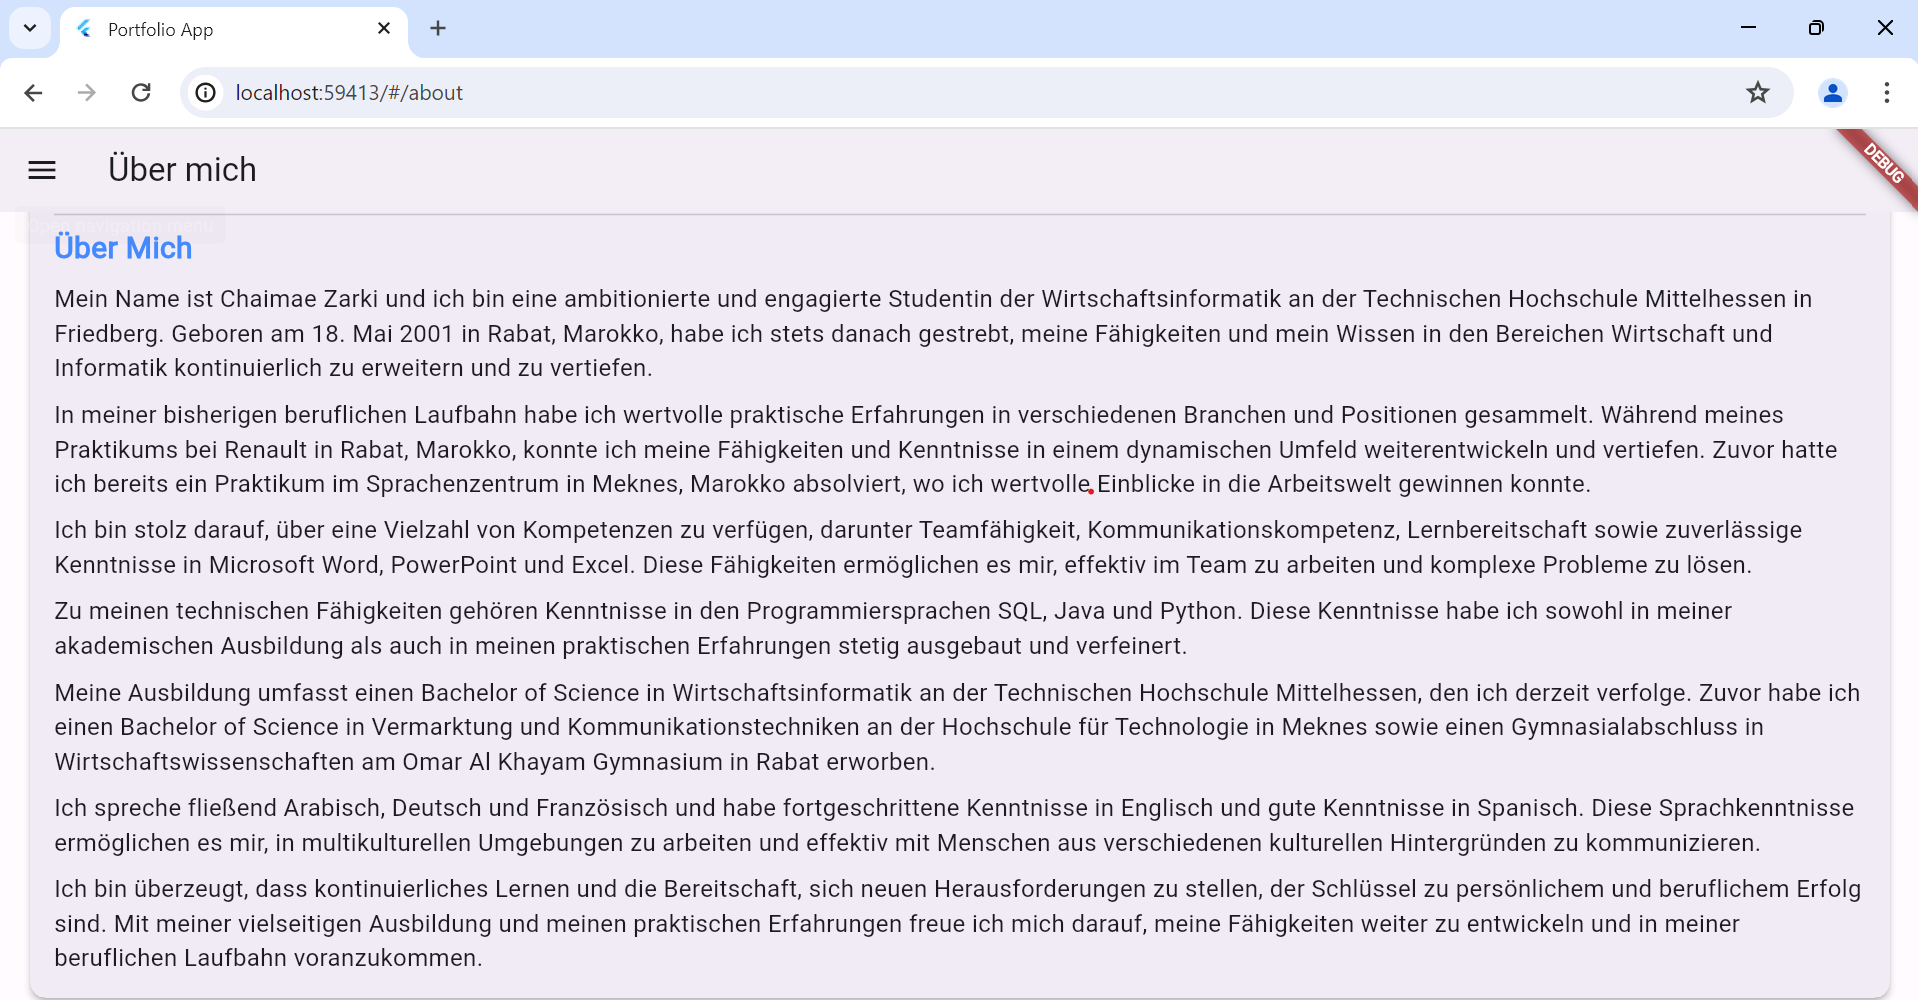 Portfolio App
localhost:59413/#/about
Über mich
DEBUG
Open navigation menu
Über Mich
Mein Name ist Chaimae Zarki und ich bin eine ambitionierte und engagierte Studentin der Wirtschaftsinformatik an der Technischen Hochschule Mittelhessen in
Friedberg. Geboren am 18. Mai 2001 in Rabat, Marokko, habe ich stets danach gestrebt, meine Fähigkeiten und mein Wissen in den Bereichen Wirtschaft und
Informatik kontinuierlich zu erweitern und zu vertiefen.
In meiner bisherigen beruflichen Laufbahn habe ich wertvolle praktische Erfahrungen in verschiedenen Branchen und Positionen gesammelt. Während meines
Praktikums bei Renault in Rabat, Marokko, konnte ich meine Fähigkeiten und Kenntnisse in einem dynamischen Umfeld weiterentwickeln und vertiefen. Zuvor hatte
ich bereits ein Praktikum im Sprachenzentrum in Meknes, Marokko absolviert, wo ich wertvolle Einblicke in die Arbeitswelt gewinnen konnte.
Ich bin stolz darauf, über eine Vielzahl von Kompetenzen zu verfügen, darunter Teamfähigkeit, Kommunikationskompetenz, Lernbereitschaft sowie zuverlässige
Kenntnisse in Microsoft Word, PowerPoint und Excel. Diese Fähigkeiten ermöglichen es mir, effektiv im Team zu arbeiten und komplexe Probleme zu lösen.
Zu meinen technischen Fähigkeiten gehören Kenntnisse in den Programmiersprachen SQL, Java und Python. Diese Kenntnisse habe ich sowohl in meiner
akademischen Ausbildung als auch in meinen praktischen Erfahrungen stetig ausgebaut und verfeinert.
Meine Ausbildung umfasst einen Bachelor of Science in Wirtschaftsinformatik an der Technischen Hochschule Mittelhessen, den ich derzeit verfolge. Zuvor habe ich
einen Bachelor of Science in Vermarktung und Kommunikationstechniken an der Hochschule für Technologie in Meknes sowie einen Gymnasialabschluss in
Wirtschaftswissenschaften am Omar Al Khayam Gymnasium in Rabat erworben.
Ich spreche fließend Arabisch, Deutsch und Französisch und habe fortgeschrittene Kenntnisse in Englisch und gute Kenntnisse in Spanisch. Diese Sprachkenntnisse
ermöglichen es mir, in multikulturellen Umgebungen zu arbeiten und effektiv mit Menschen aus verschiedenen kulturellen Hintergründen zu kommunizieren.
Ich bin überzeugt, dass kontinuierliches Lernen und die Bereitschaft, sich neuen Herausforderungen zu stellen, der Schlüssel zu persönlichem und beruflichem Erfolg
sind. Mit meiner vielseitigen Ausbildung und meinen praktischen Erfahrungen freue ich mich darauf, meine Fähigkeiten weiter zu entwickeln und in meiner
beruflichen Laufbahn voranzukommen.